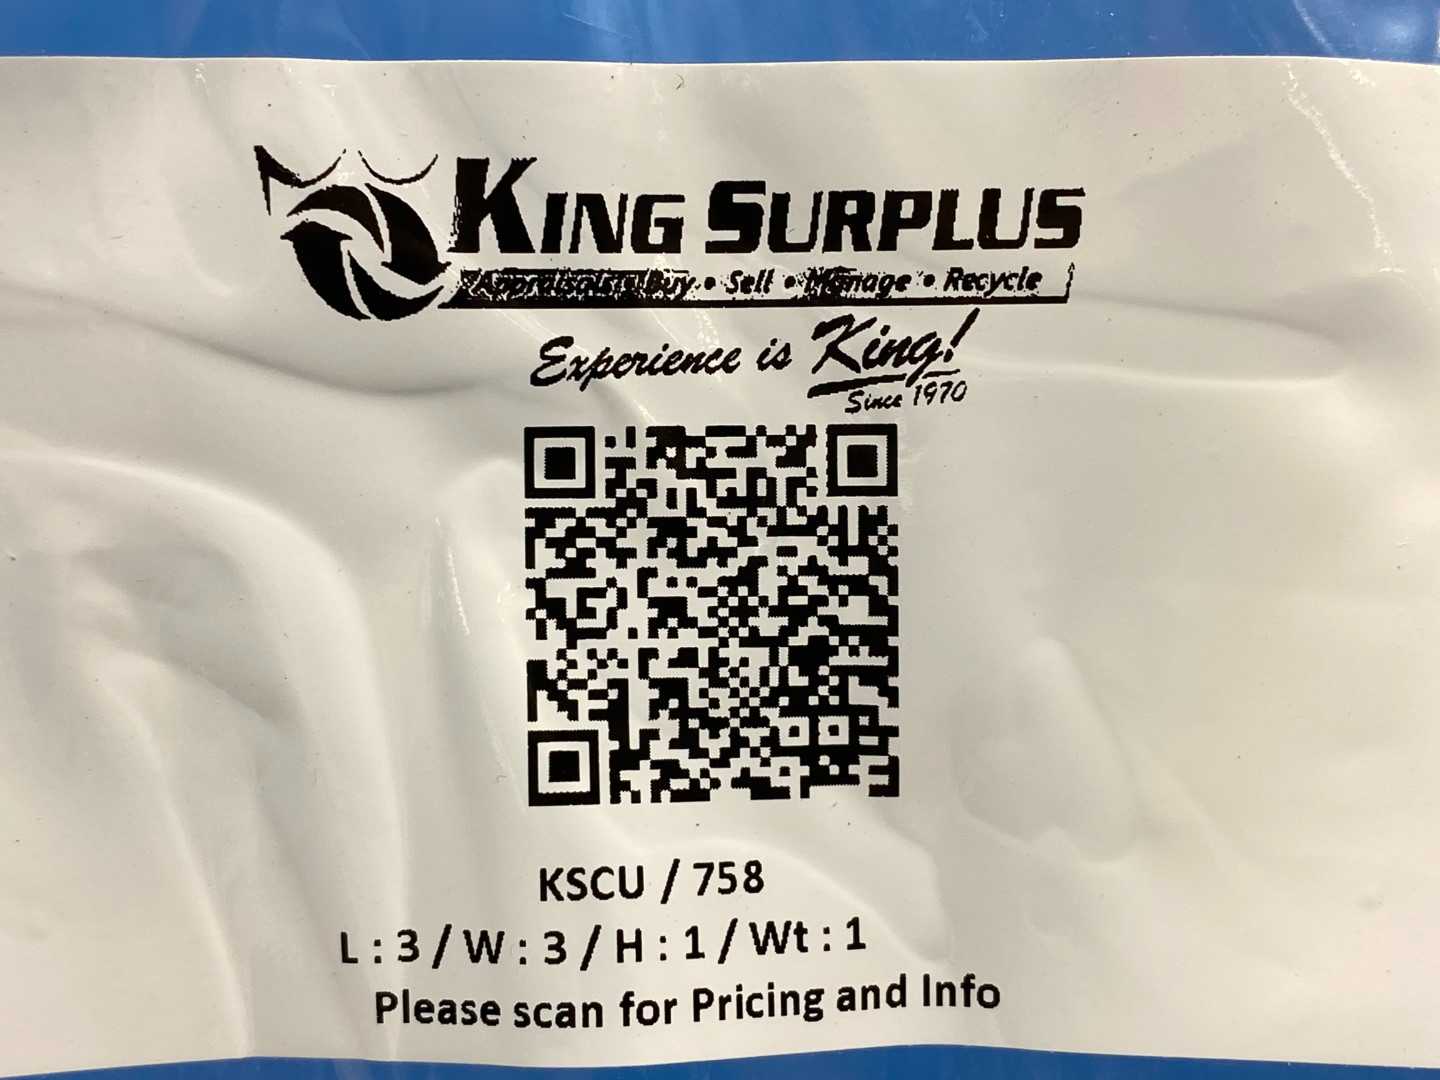 KING SURPLUS
Appraisals • Buy • Sell • Manage • Recycle
Experience is King!
Since 1970
KSCU / 758
L : 3 / W : 3 / H : 1 / Wt : 1
Please scan for Pricing and Info